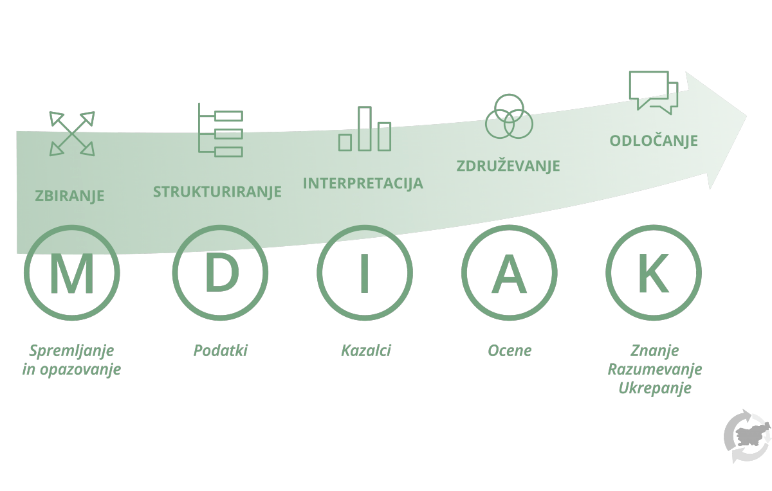 ZBIRANJE
STRUKTURIRANJE
INTERPRETACIJA
ZDRUŽEVANJE
ODLOČANJE
M
D
I
A
K
Spremljanje
in opazovanje
Podatki
Kazalci
Ocene
Znanje
Razumevanje
Ukrepanje